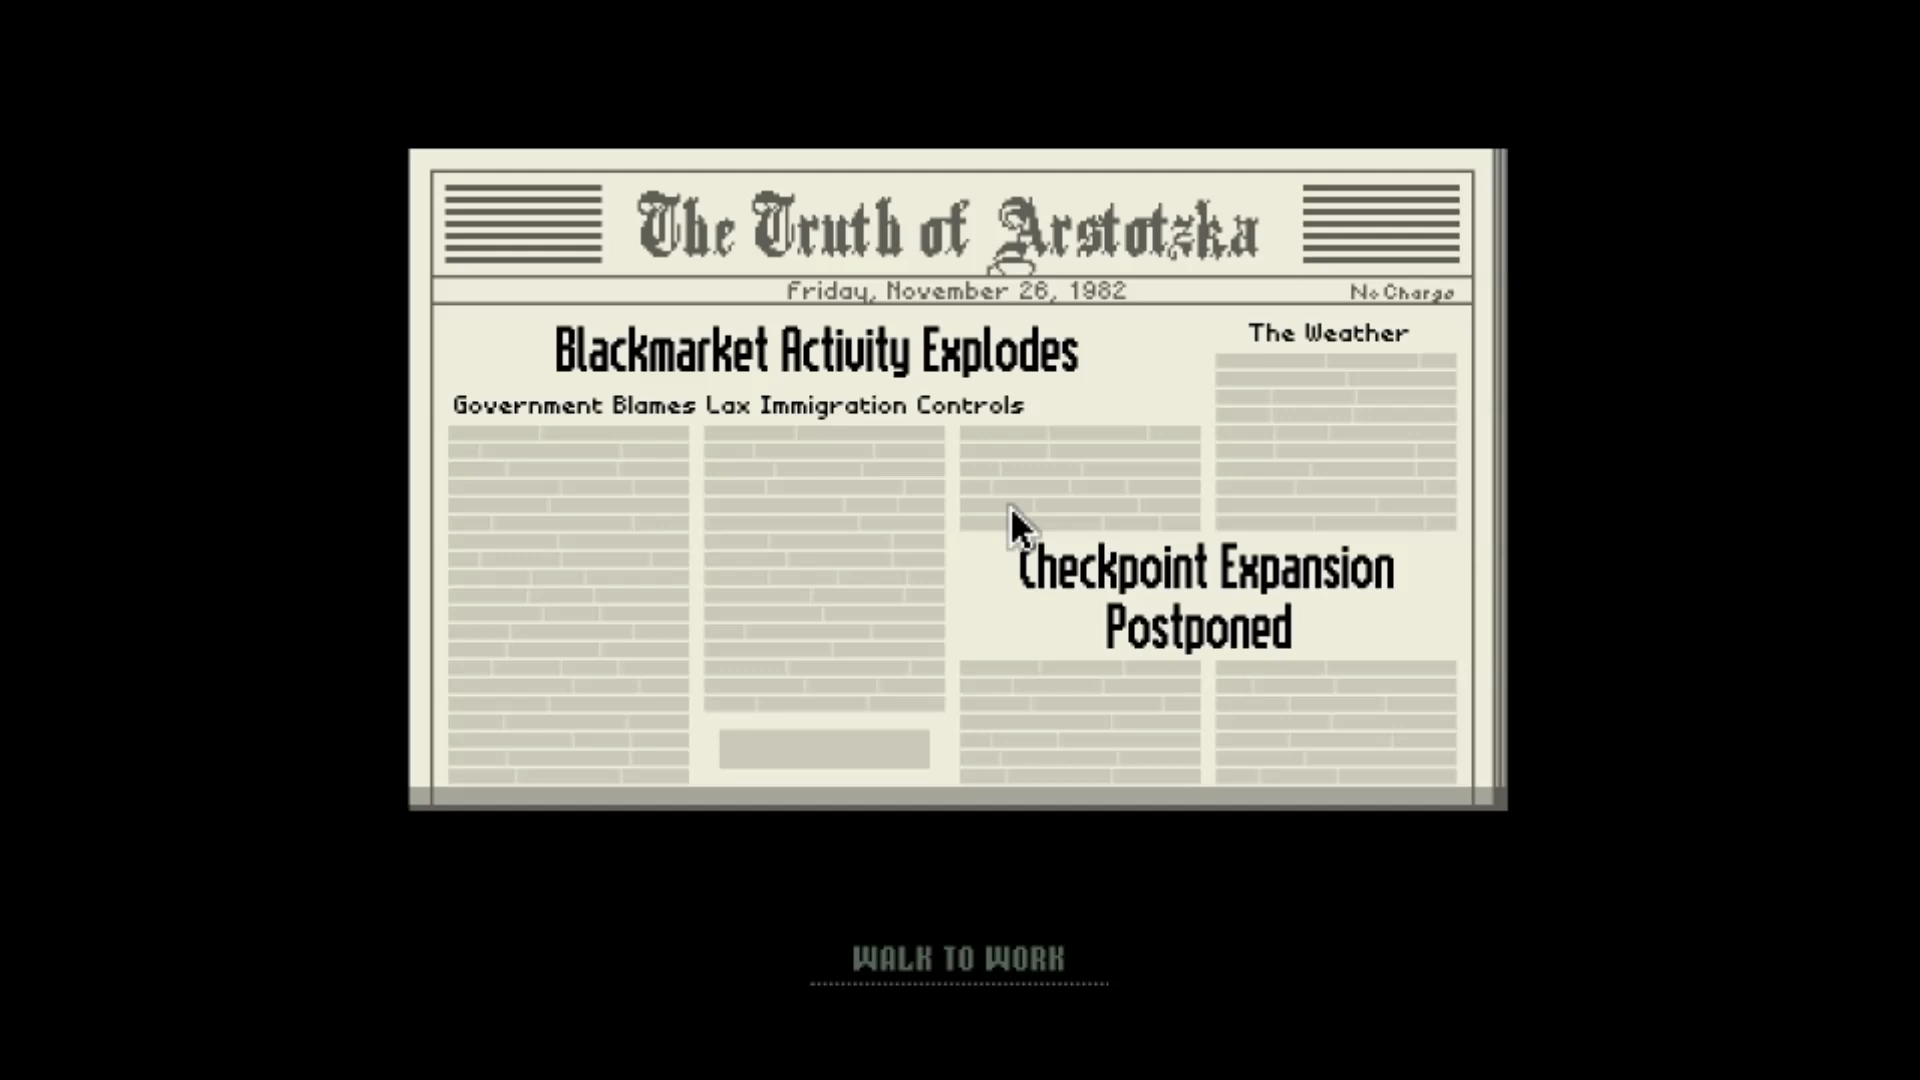 The Truth of Arstotzka
Friday, November 26, 1982
No Charge
Blackmarket Activity Explodes
Government Blames Lax Immigration Controls
The Weather
Checkpoint Expansion
Postponed
WALK TO WORK